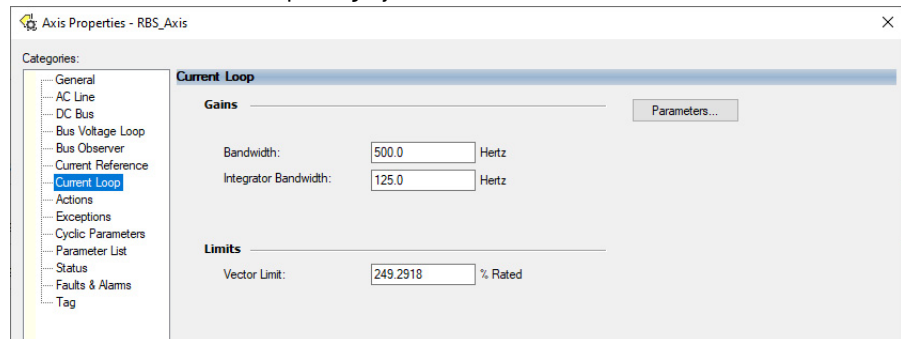 Axis Properties - RBS_Axis
Categories:
General
AC Line
DC Bus
Bus Voltage Loop
Bus Observer
Current Reference
Current Loop
Actions
Exceptions
Cyclic Parameters
Parameter List
Status
Faults & Alarms
Tag
Current Loop
Gains
Parameters...
Bandwidth: 500.0 Hertz
Integrator Bandwidth: 125.0 Hertz
Limits
Vector Limit: 249.2918 % Rated